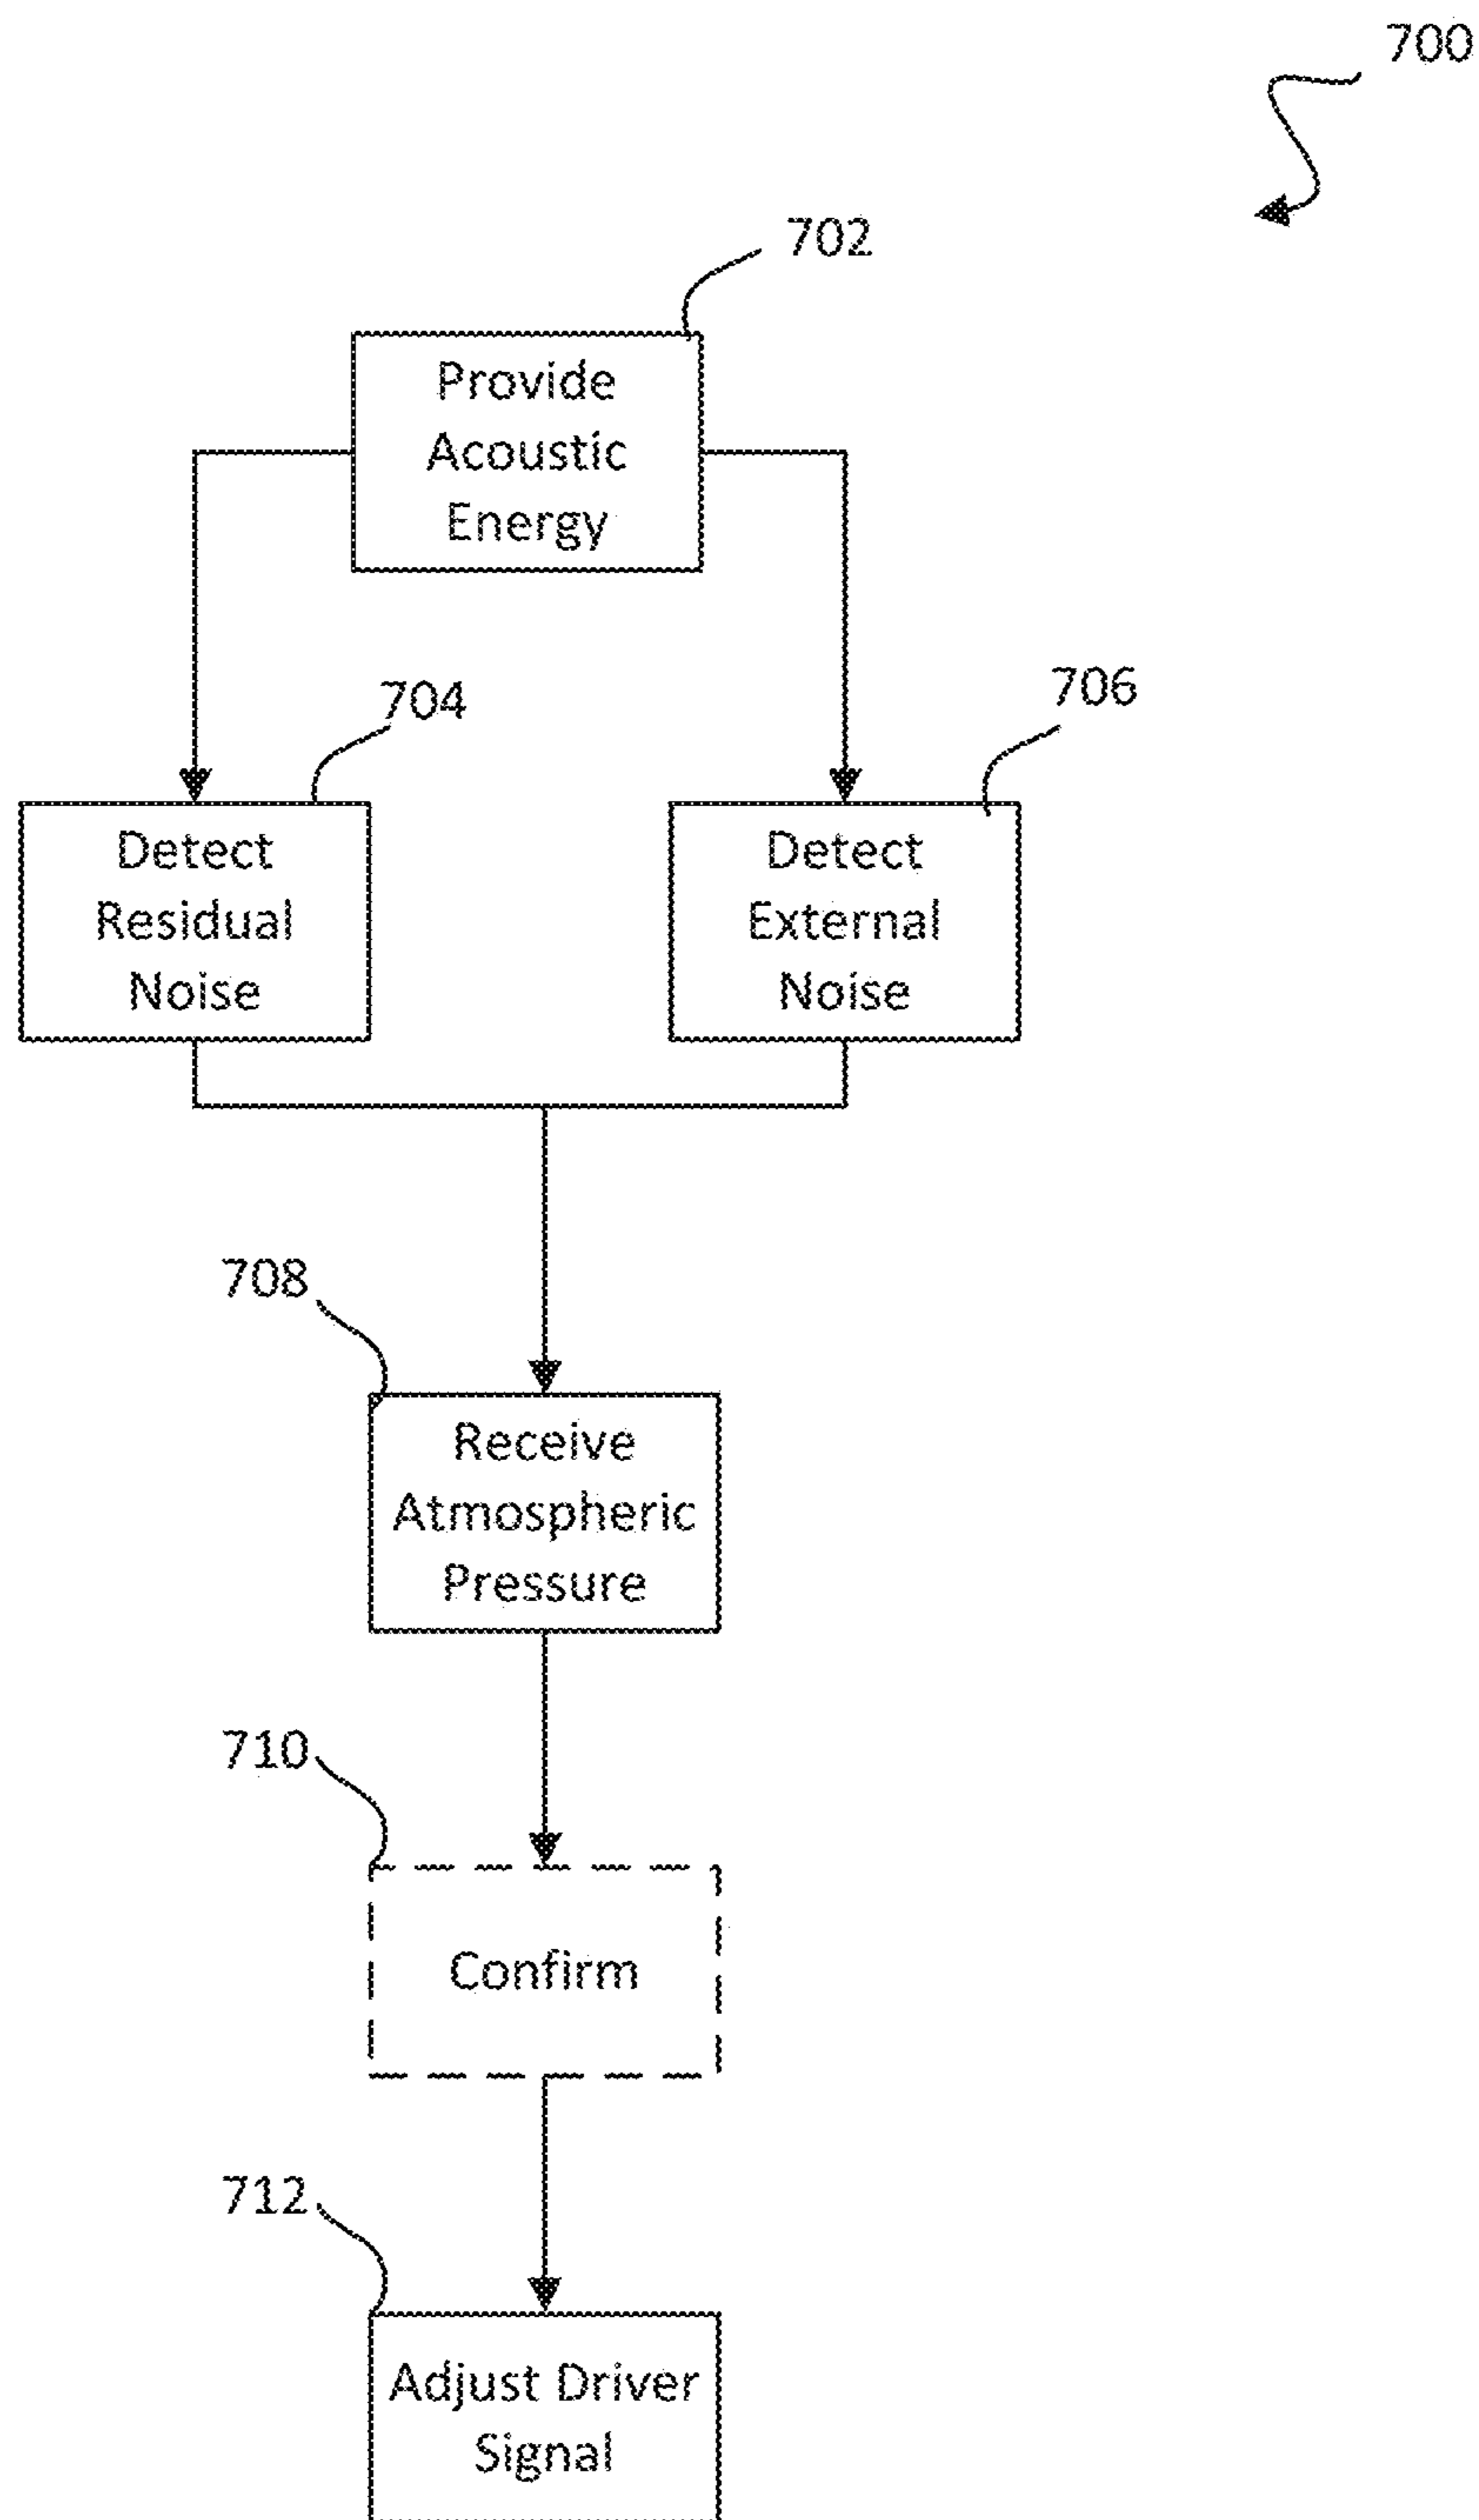 700
702
Provide
Acoustic
Energy
704
706
Detect
Residual
Noise
Detect
External
Noise
708
Receive
Atmospheric
Pressure
710
Confirm
712
Adjust Driver
Signal